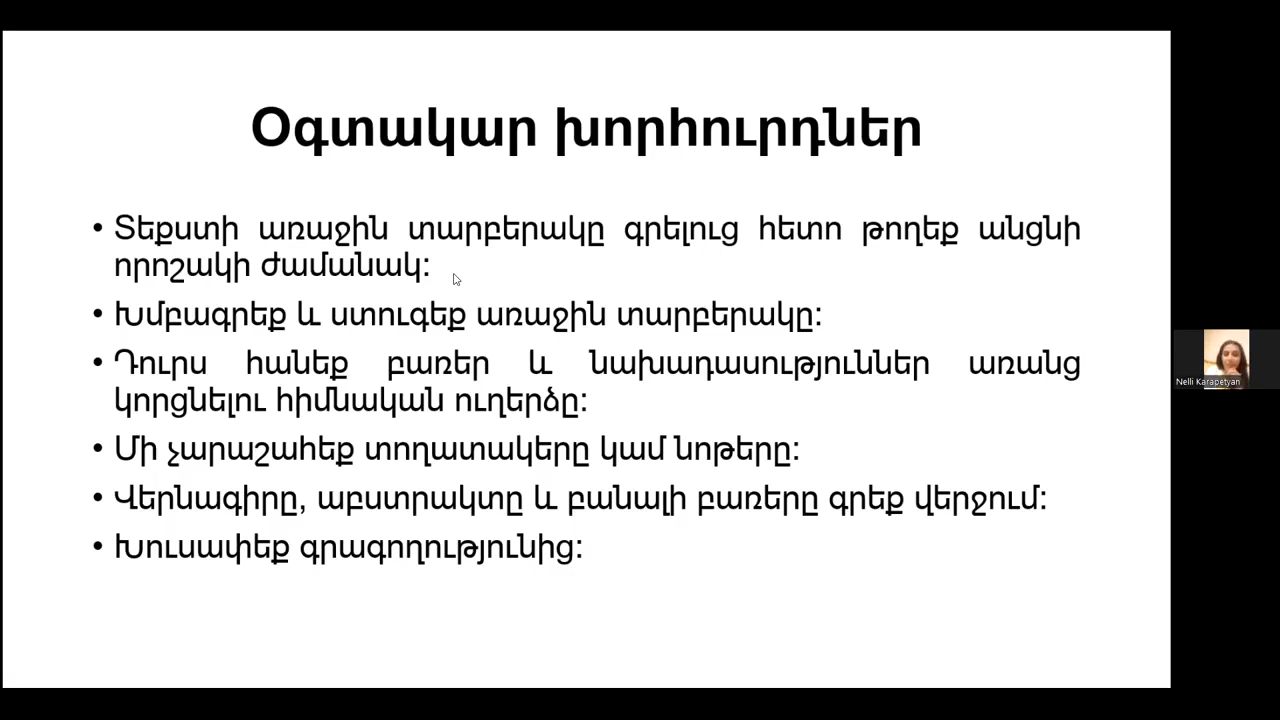 Օգտակար խորհուրդներ
• Տեքստի առաջին տարբերակը գրելուց հետո թողեք անցնի
որոշակի ժամանակ:
• Խմբագրեք և ստուգեք առաջին տարբերակը:
• Դուրս հանեք բառեր և նախադասություններ առանց
կորցնելու հիմնական ուղերձը:
• Մի չարաշահեք տողատակերը կամ նոթերը:
• Վերնագիրը, աբստրակտը և բանալի բառերը գրեք վերջում:
• Խուսափեք գրագողությունից:
Nelli Karapetyan